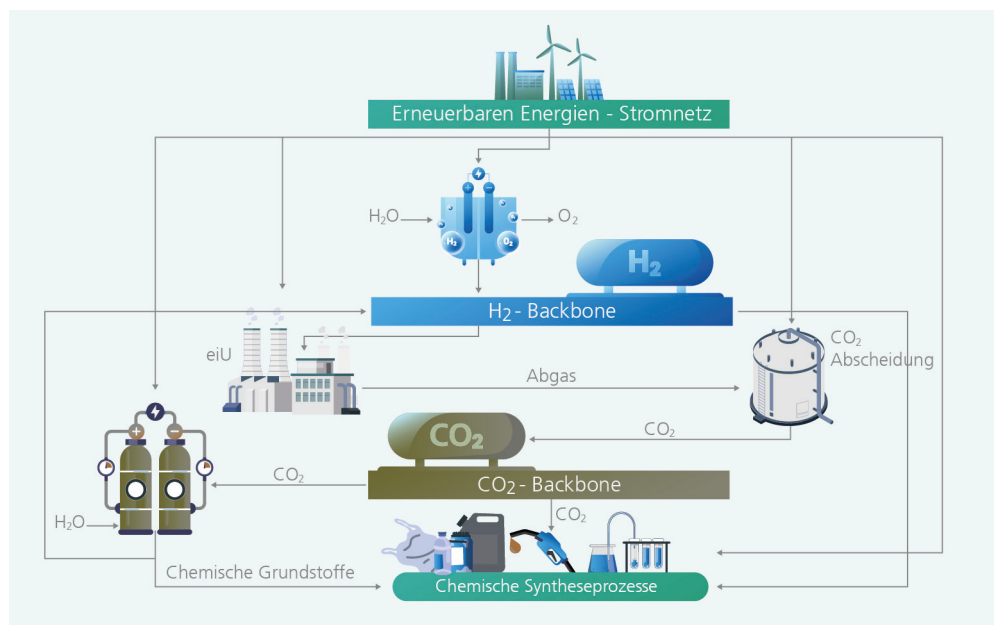 Erneuerbaren Energien - Stromnetz
+ −
H₂O
O₂
H₂
O₂
H₂
H₂- Backbone
eiU
CO₂
Abscheidung
Abgas
CO₂
CO₂
+ −
CO₂
CO₂- Backbone
CO₂
H₂O
Chemische Grundstoffe
Chemische Syntheseprozesse